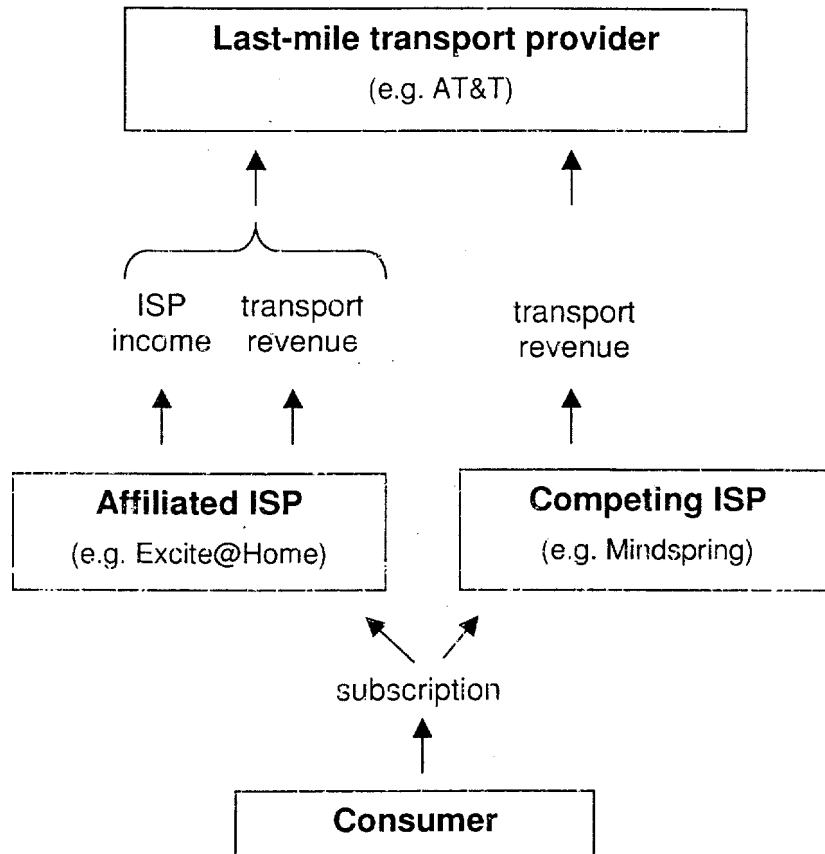 Last-mile transport provider
(e.g. AT&T)
ISP income
transport revenue
transport revenue
Affiliated ISP
(e.g. Excite@Home)
Competing ISP
(e.g. Mindspring)
subscription
Consumer